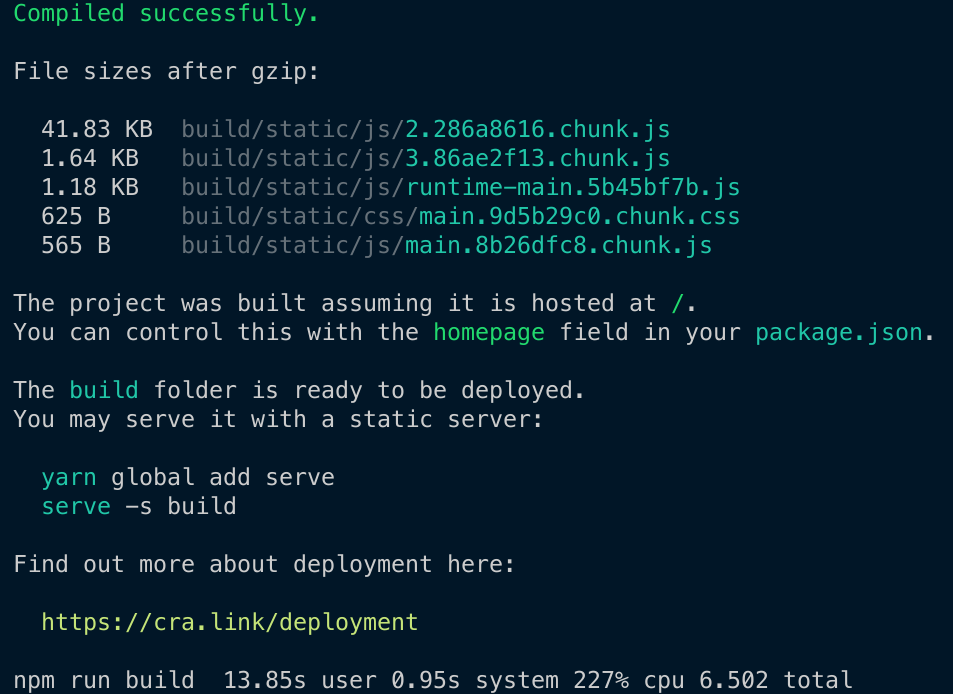 Compiled successfully.
File sizes after gzip:
41.83 KB  build/static/js/2.286a8616.chunk.js
1.64 KB   build/static/js/3.86ae2f13.chunk.js
1.18 KB   build/static/js/runtime-main.5b45bf7b.js
625 B     build/static/css/main.9d5b29c0.chunk.css
565 B     build/static/js/main.8b26dfc8.chunk.js
The project was built assuming it is hosted at /.
You can control this with the homepage field in your package.json.
The build folder is ready to be deployed.
You may serve it with a static server:
yarn global add serve
serve -s build
Find out more about deployment here:
https://cra.link/deployment
npm run build  13.85s user 0.95s system 227% cpu 6.502 total